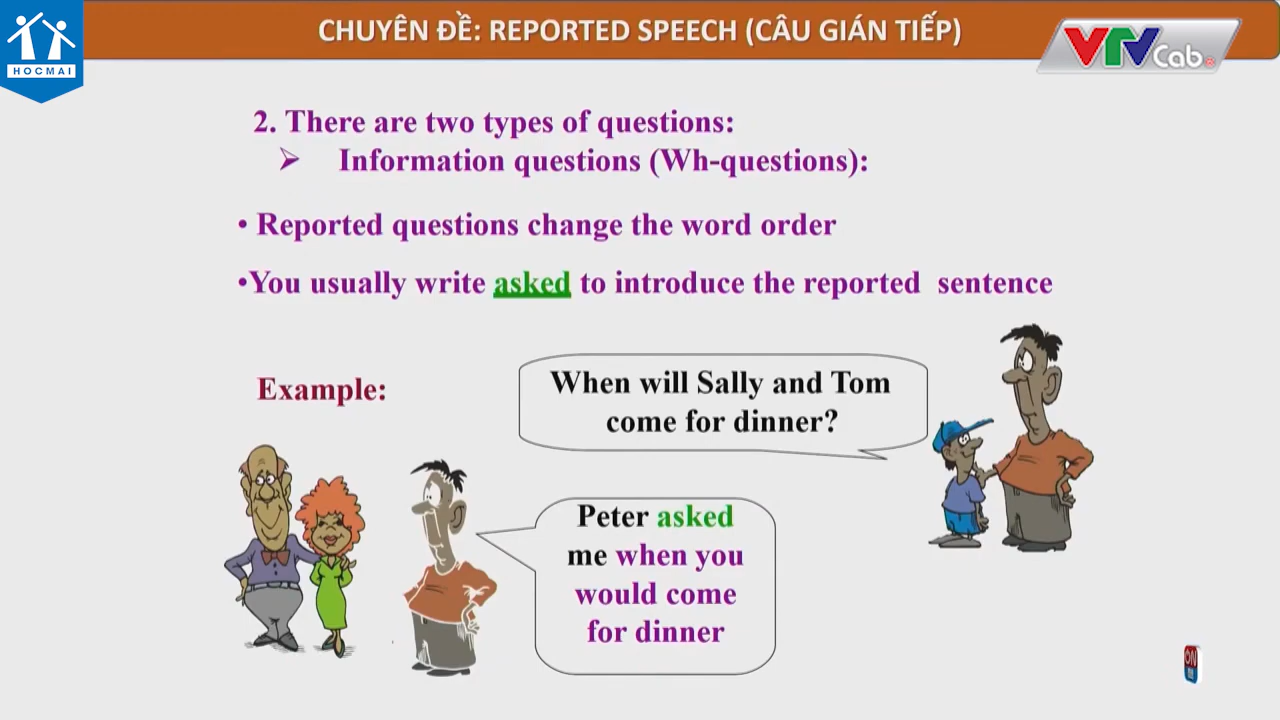 HOCMAI
CHUYÊN ĐỀ: REPORTED SPEECH (CÂU GIÁN TIẾP)
VTV Cab
2. There are two types of questions:
Information questions (Wh-questions):
• Reported questions change the word order
•You usually write asked to introduce the reported sentence
Example:
When will Sally and Tom
come for dinner?
Peter asked
me when you
would come
for dinner
ON